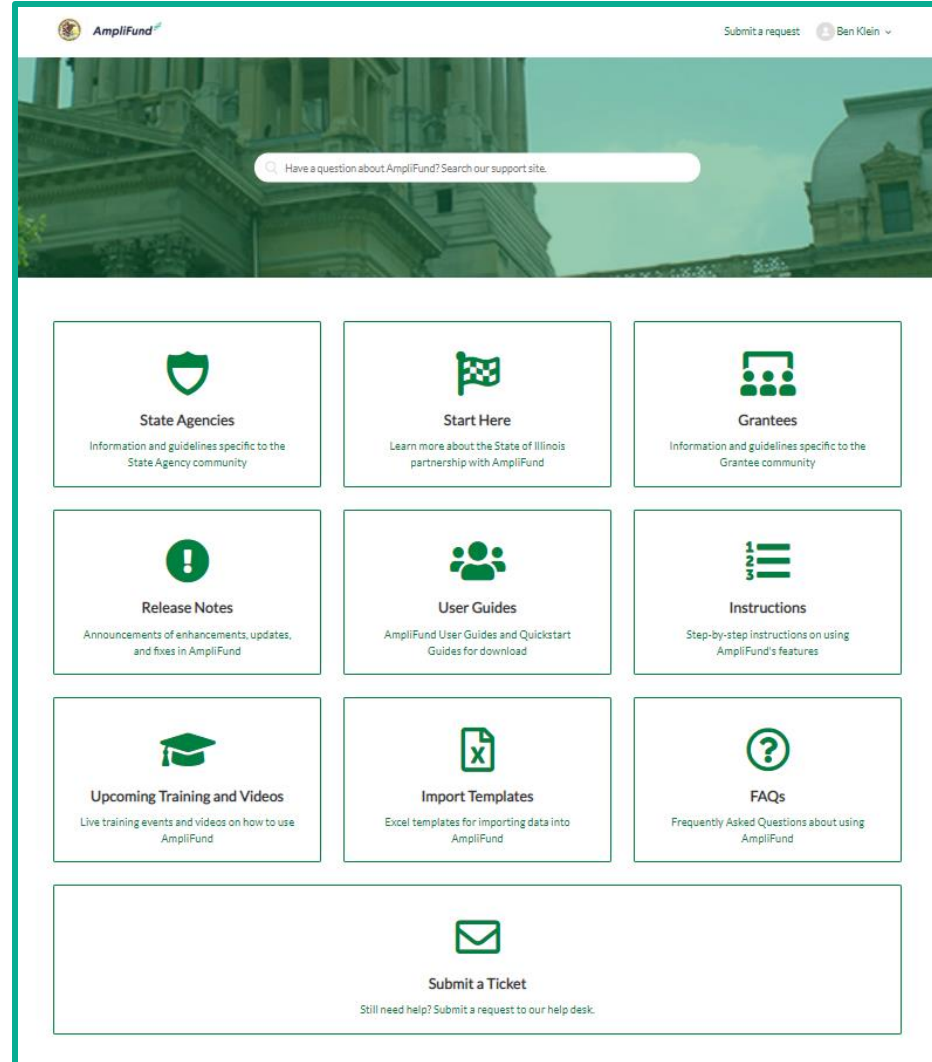 AmpliFund
Submit a request
Ben Klein
Have a question about AmpliFund? Search our support site.
State Agencies
Information and guidelines specific to the
State Agency community
Start Here
Learn more about the State of Illinois
partnership with AmpliFund
Grantees
Information and guidelines specific to the
Grantee community
Release Notes
Announcements of enhancements, updates,
and fixes in AmpliFund
User Guides
AmpliFund User Guides and Quickstart
Guides for download
1
2
3
Instructions
Step-by-step instructions on using
AmpliFund's features
Upcoming Training and Videos
Live training events and videos on how to use
AmpliFund
X
Import Templates
Excel templates for importing data into
AmpliFund
FAQs
Frequently Asked Questions about using
AmpliFund
Submit a Ticket
Still need help? Submit a request to our help desk.